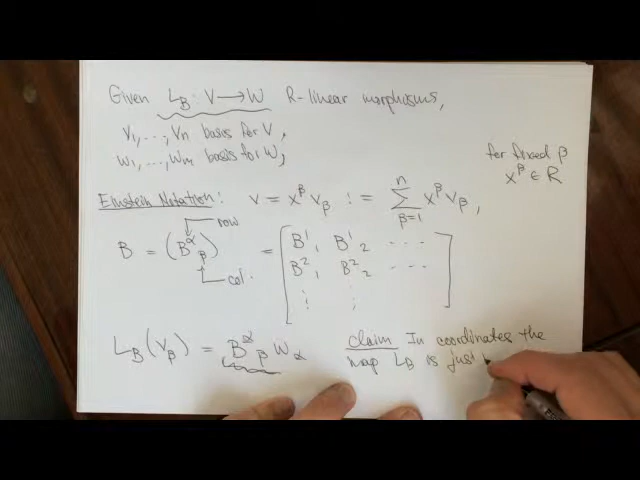 Given L_B : V → W R-linear morphisms,
v_1, ..., v_n basis for V,
w_1, ..., w_m basis for W,
for fixed β
x^β ∈ R
Einstein Notation: v = x^β v_β := ∑_{β=1}^{n} x^β v_β,
row
B = (B^α_β) = [ B^1_1 B^1_2 ...
B^2_1 B^2_2 ...
⋮ ⋮ ]
col.
L_B(v_β) = B^α_β w_α
Claim In coordinates the
map L_B is just